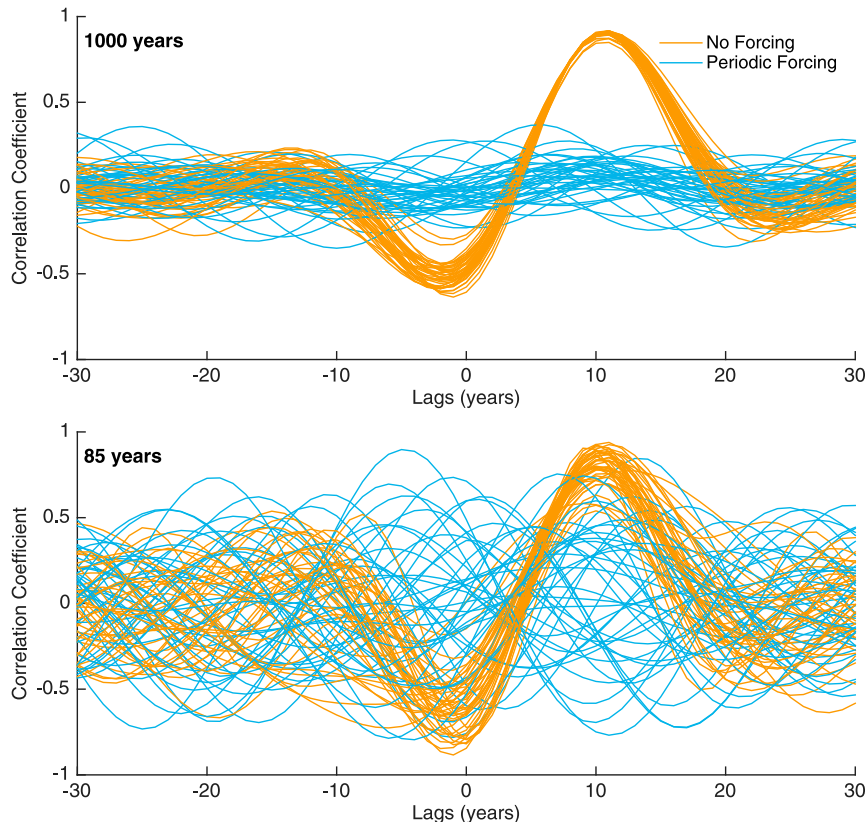 1
1000 years
No Forcing
Periodic Forcing
0.5
0
-0.5
-1
Correlation Coefficient
-30 -20 -10 0 10 20 30
Lags (years)
1
85 years
0.5
0
-0.5
-1
Correlation Coefficient
-30 -20 -10 0 10 20 30
Lags (years)